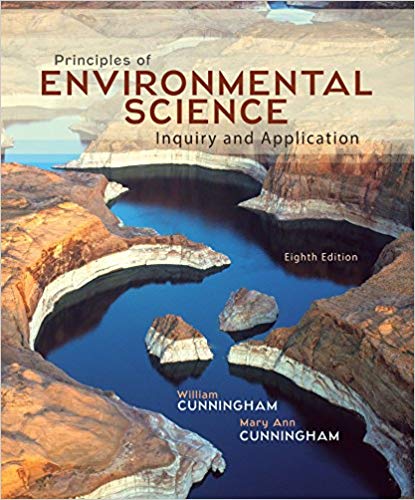 Principles of
ENVIRONMENTAL
SCIENCE
Inquiry and Application
Eighth Edition
William
CUNNINGHAM
Mary Ann
CUNNINGHAM